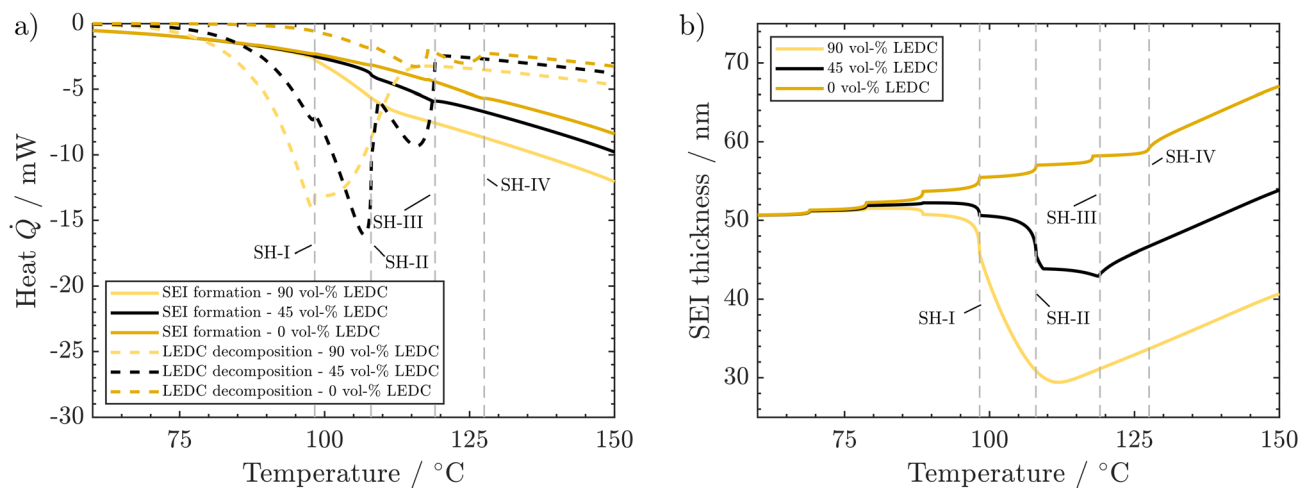 a)
0
-5
-10
-15
-20
-25
-30
Heat Q̇ / mW
SH-I
SH-II
SH-III
SH-IV
SEI formation - 90 vol-% LEDC
SEI formation - 45 vol-% LEDC
SEI formation - 0 vol-% LEDC
LEDC decomposition - 90 vol-% LEDC
LEDC decomposition - 45 vol-% LEDC
LEDC decomposition - 0 vol-% LEDC
75 100 125 150
Temperature / °C
b)
70
60
50
40
30
SEI thickness / nm
90 vol-% LEDC
45 vol-% LEDC
0 vol-% LEDC
SH-IV
SH-III
SH-I
SH-II
75 100 125 150
Temperature / °C